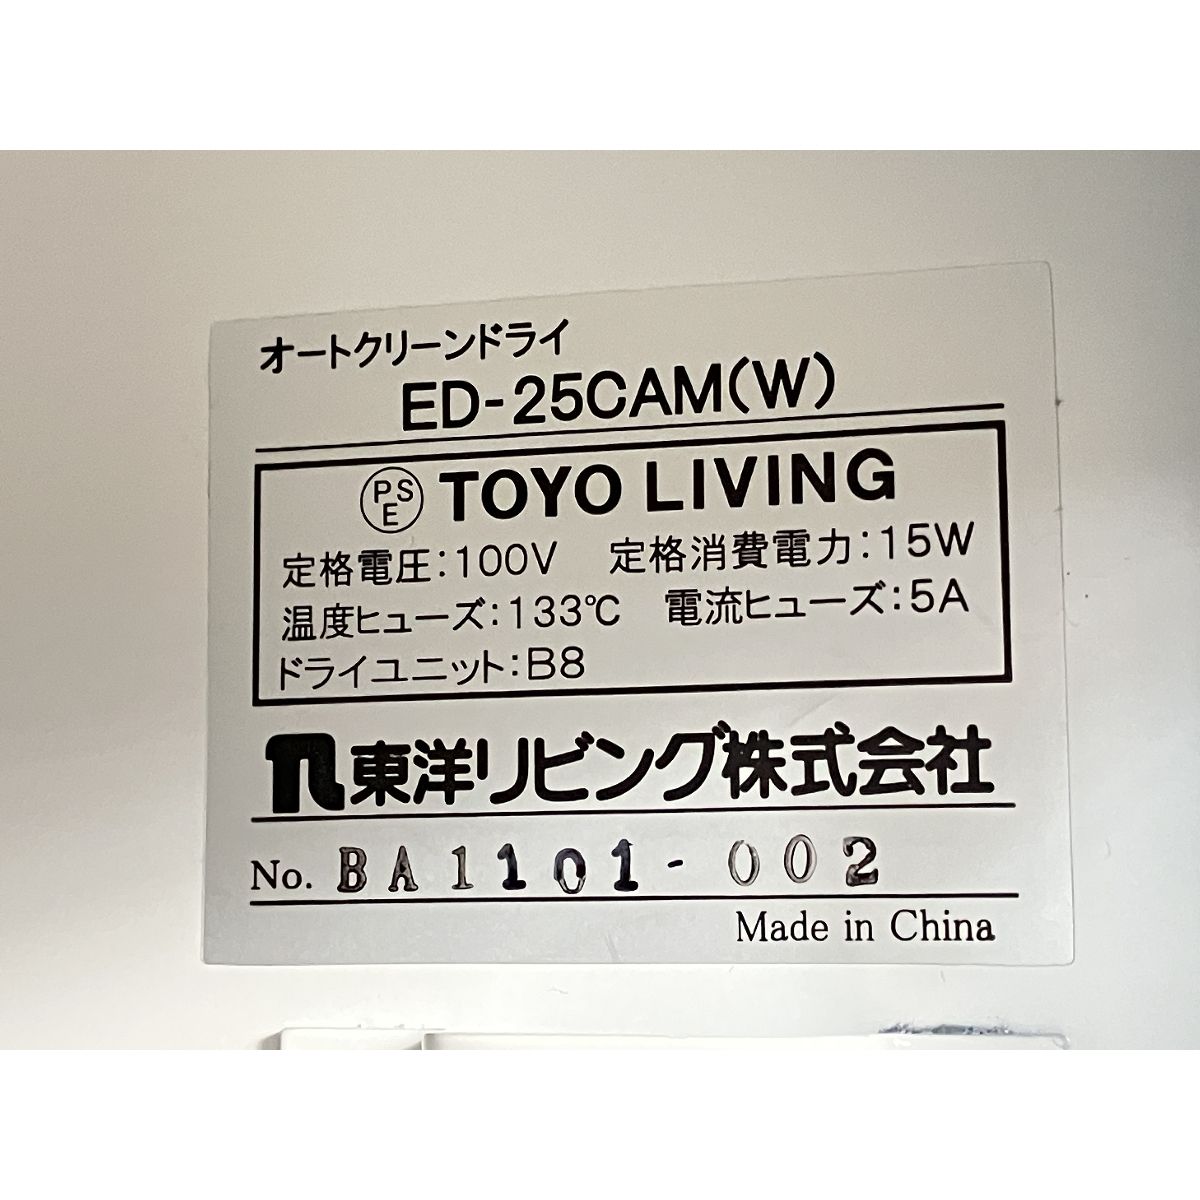 オートクリーンドライ
ED-25CAM(W)
PSE TOYO LIVING
定格電圧:100V 定格消費電力:15W
温度ヒューズ:133℃ 電流ヒューズ:5A
ドライユニット:B8
東洋リビング株式会社
No. BA1101-002
Made in China